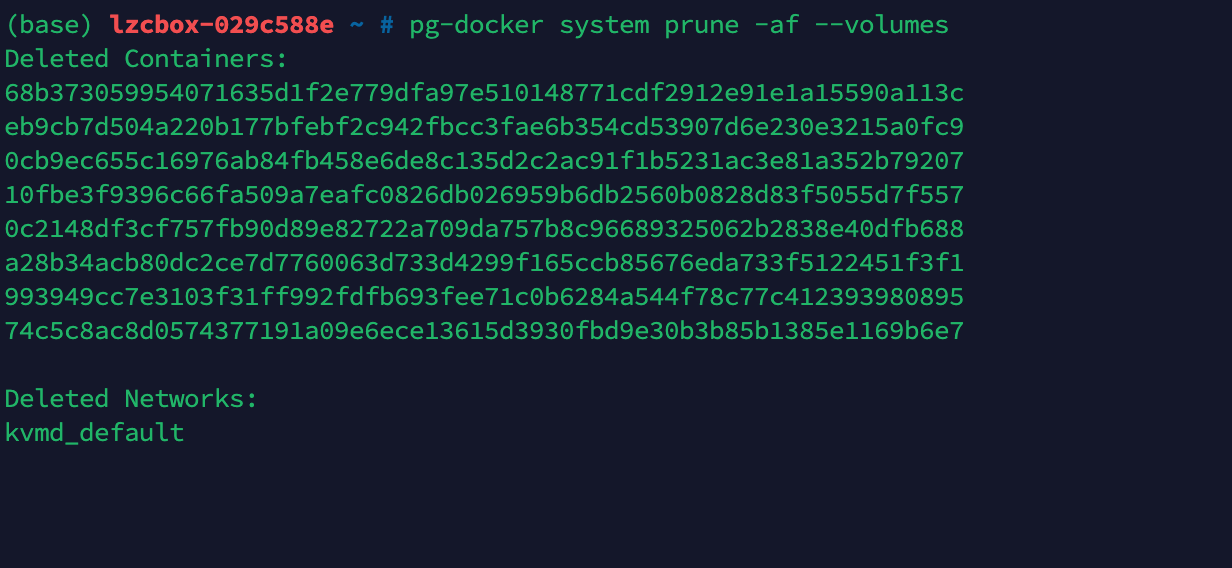 (base) lzcbox-029c588e ~ # pg-docker system prune -af --volumes
Deleted Containers:
68b373059954071635d1f2e779dfa97e510148771cdf2912e91e1a15590a113c
eb9cb7d504a220b177bfebf2c942fbcc3fae6b354cd53907d6e230e3215a0fc9
0cb9ec655c16976ab84fb458e6de8c135d2c2ac91f1b5231ac3e81a352b79207
10fbe3f9396c66fa509a7eafc0826db026959b6db2560b0828d83f5055d7f557
0c2148df3cf757fb90d89e82722a709da757b8c96689325062b2838e40dfb688
a28b34acb80dc2ce7d7760063d733d4299f165ccb85676eda733f5122451f3f1
993949cc7e3103f31ff992fdfb693fee71c0b6284a544f78c77c412393980895
74c5c8ac8d0574377191a09e6ece13615d3930fbd9e30b3b85b1385e1169b6e7
Deleted Networks:
kvmd_default